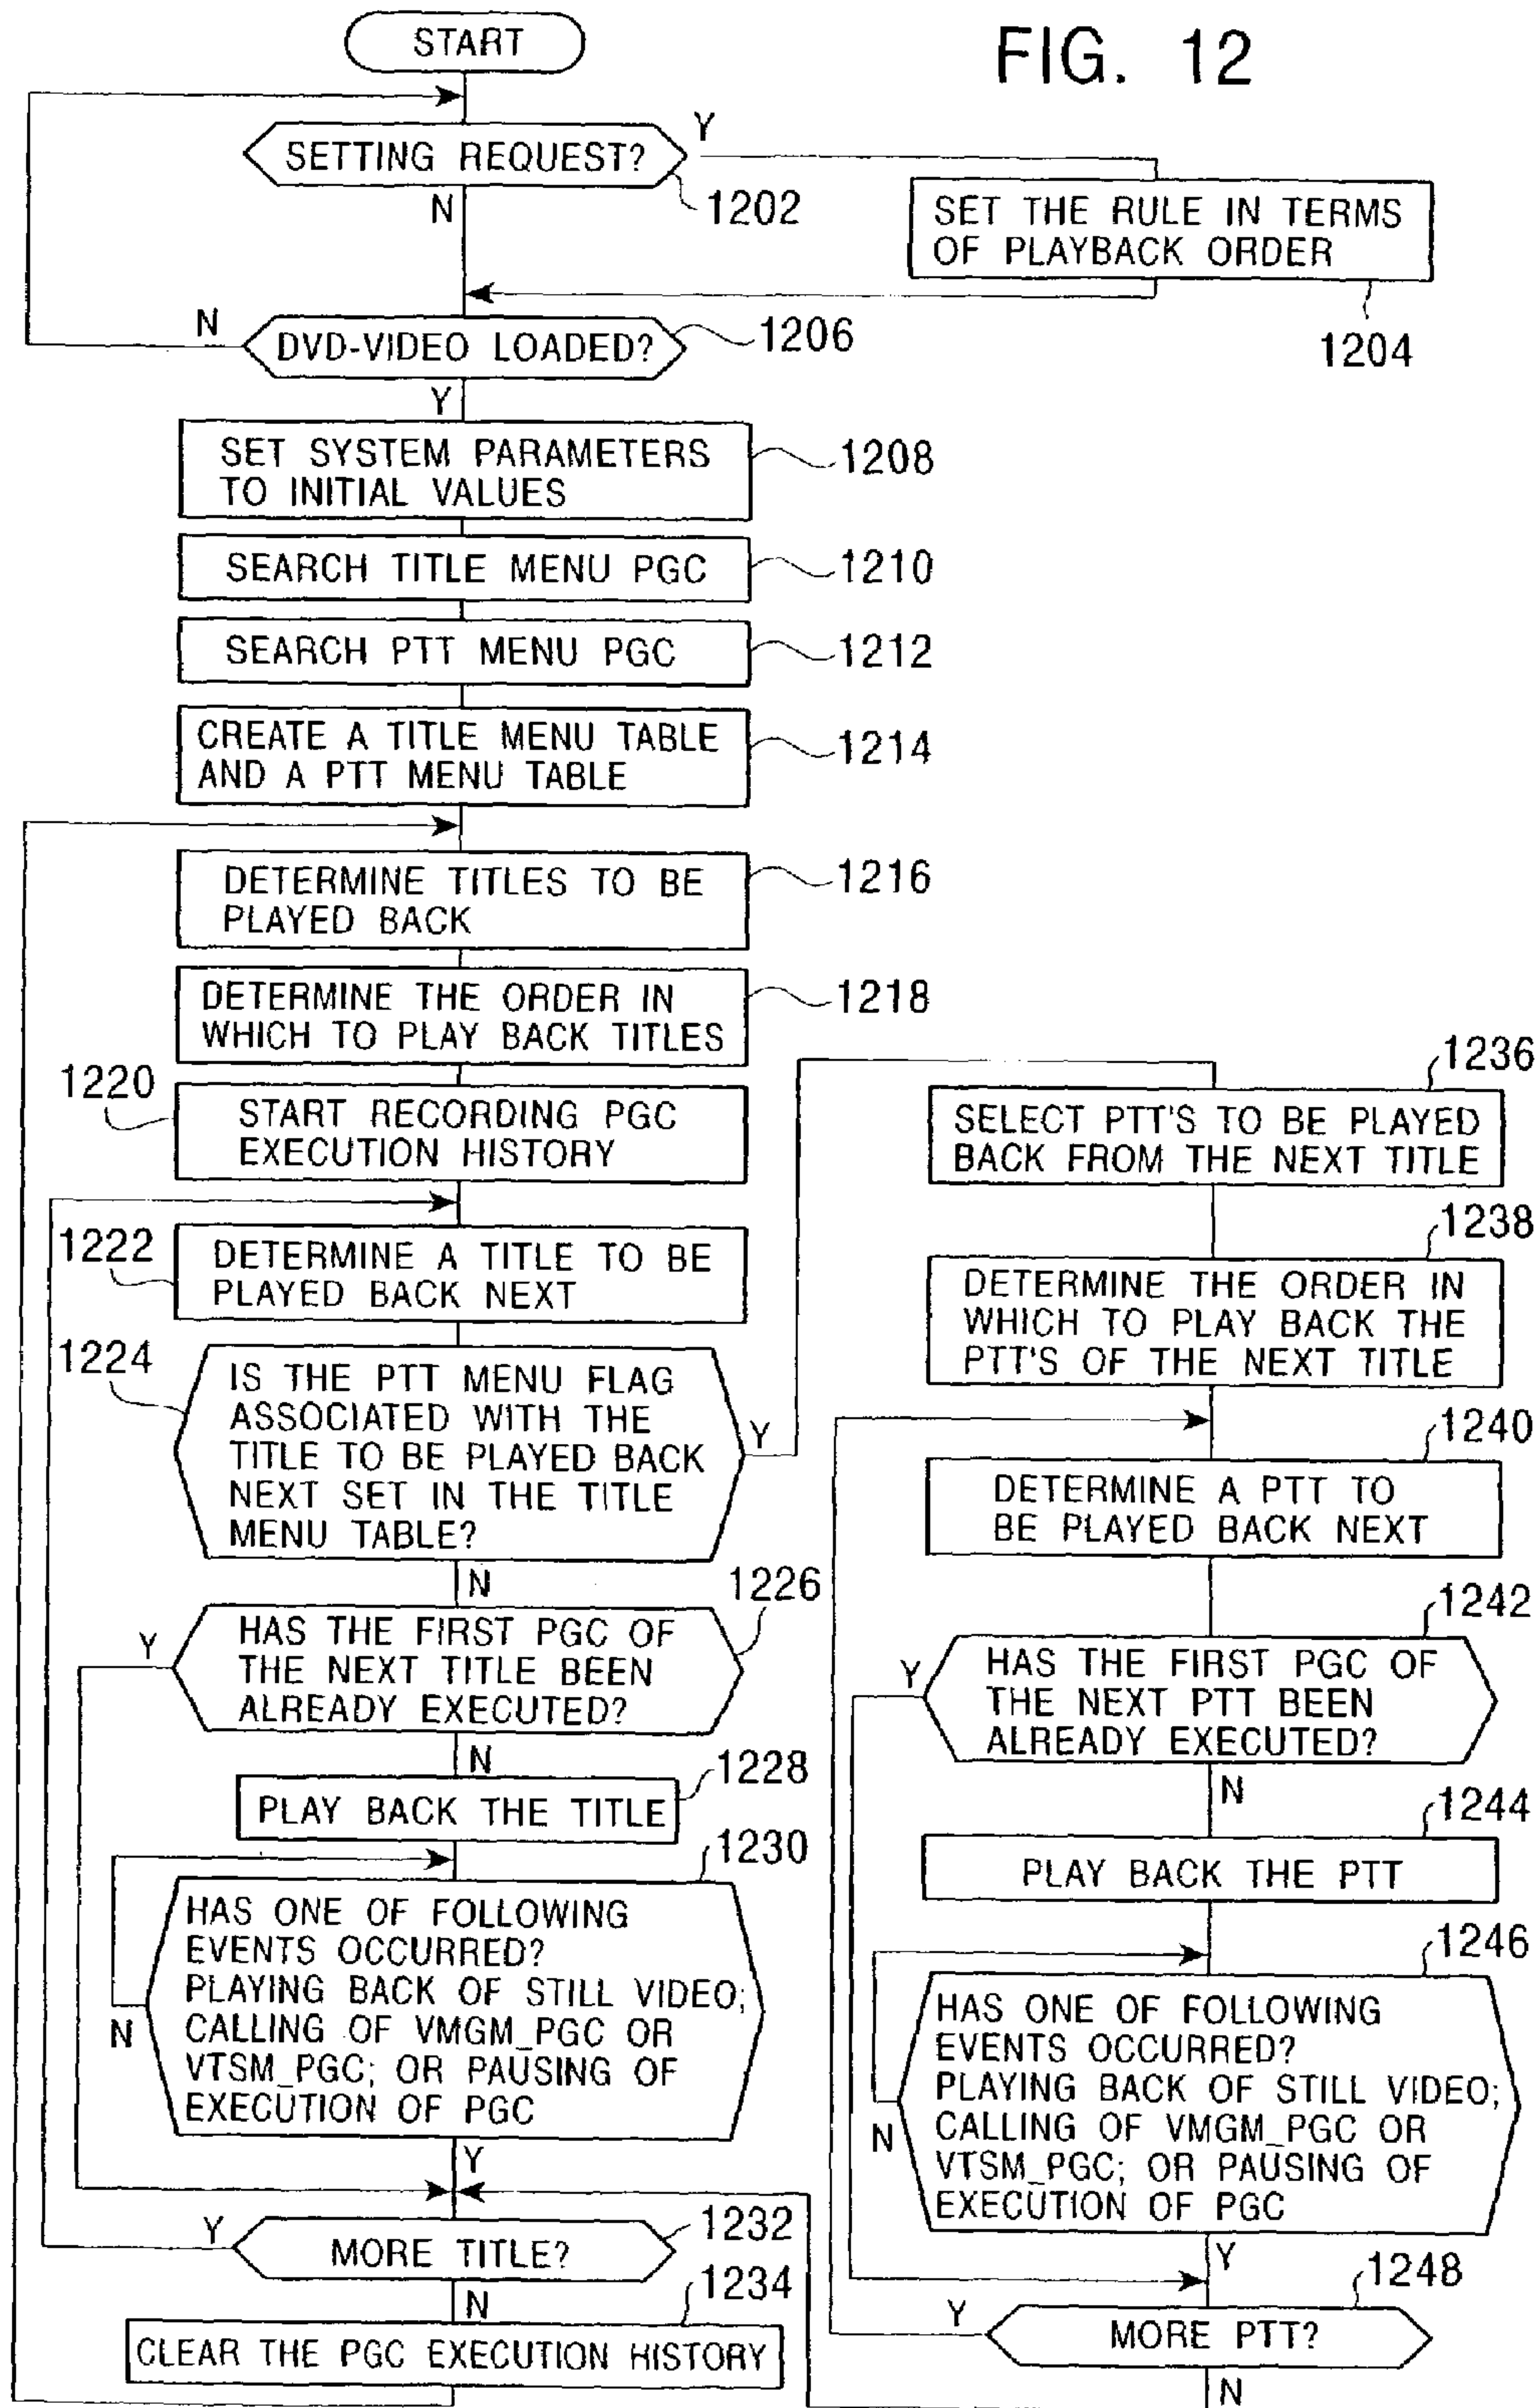 FIG. 12
START
SETTING REQUEST?
Y
N
1202
SET THE RULE IN TERMS
OF PLAYBACK ORDER
1204
N
DVD-VIDEO LOADED?
1206
Y
SET SYSTEM PARAMETERS
TO INITIAL VALUES
1208
SEARCH TITLE MENU PGC
1210
SEARCH PTT MENU PGC
1212
CREATE A TITLE MENU TABLE
AND A PTT MENU TABLE
1214
DETERMINE TITLES TO BE
PLAYED BACK
1216
DETERMINE THE ORDER IN
WHICH TO PLAY BACK TITLES
1218
1220
START RECORDING PGC
EXECUTION HISTORY
1222
DETERMINE A TITLE TO BE
PLAYED BACK NEXT
1224
IS THE PTT MENU FLAG
ASSOCIATED WITH THE
TITLE TO BE PLAYED BACK
NEXT SET IN THE TITLE
MENU TABLE?
Y
N
1226
Y
HAS THE FIRST PGC OF
THE NEXT TITLE BEEN
ALREADY EXECUTED?
N
1228
PLAY BACK THE TITLE
1230
HAS ONE OF FOLLOWING
EVENTS OCCURRED?
PLAYING BACK OF STILL VIDEO;
CALLING OF VMGM_PGC OR
VTSM_PGC; OR PAUSING OF
EXECUTION OF PGC
N
Y
1232
Y
MORE TITLE?
N
1234
CLEAR THE PGC EXECUTION HISTORY
1236
SELECT PTT'S TO BE PLAYED
BACK FROM THE NEXT TITLE
1238
DETERMINE THE ORDER IN
WHICH TO PLAY BACK THE
PTT'S OF THE NEXT TITLE
1240
DETERMINE A PTT TO
BE PLAYED BACK NEXT
1242
Y
HAS THE FIRST PGC OF
THE NEXT PTT BEEN
ALREADY EXECUTED?
N
1244
PLAY BACK THE PTT
1246
HAS ONE OF FOLLOWING
EVENTS OCCURRED?
PLAYING BACK OF STILL VIDEO;
CALLING OF VMGM_PGC OR
VTSM_PGC; OR PAUSING OF
EXECUTION OF PGC
N
Y
1248
Y
MORE PTT?
N